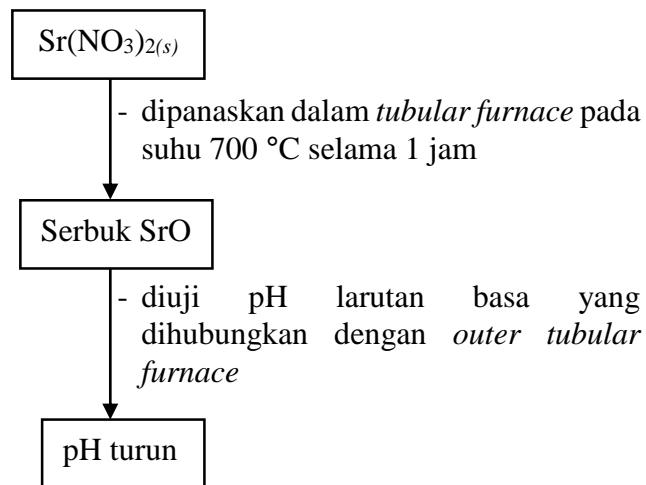 Sr(NO₃)₂₍ₛ₎
- dipanaskan dalam tubular furnace pada
suhu 700 °C selama 1 jam
Serbuk SrO
- diuji pH larutan basa yang
dihubungkan dengan outer tubular
furnace
pH turun